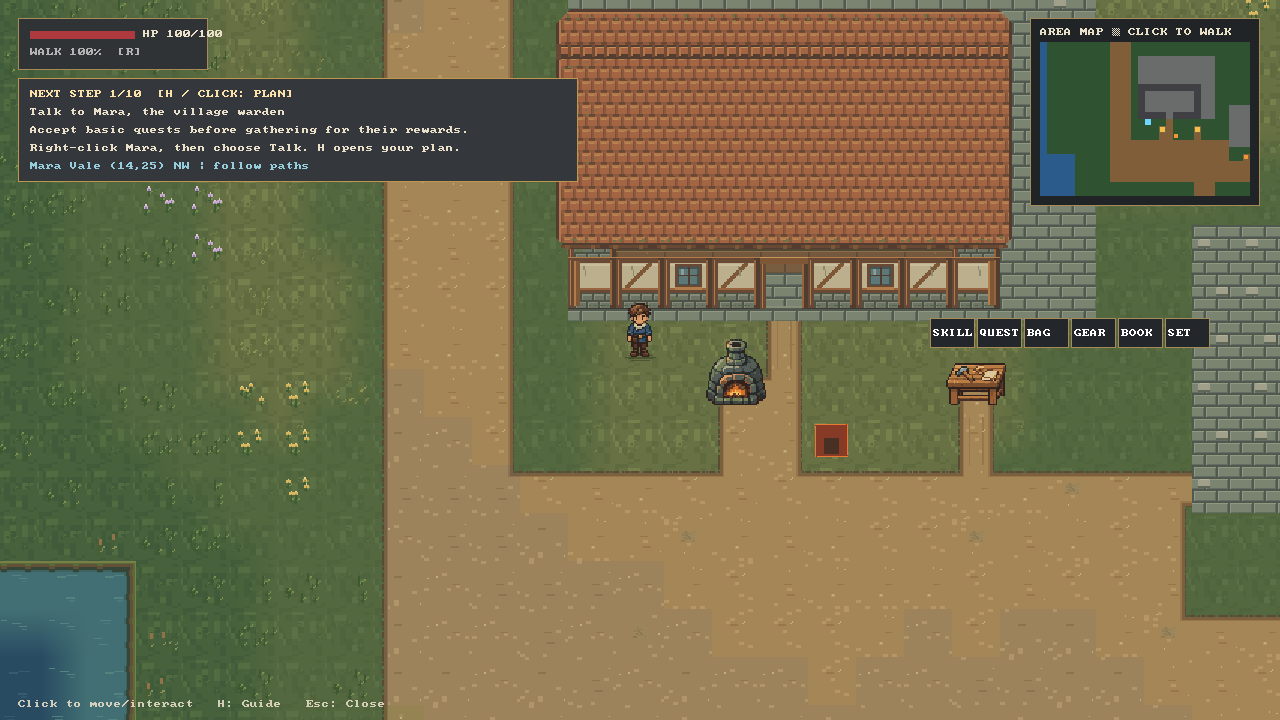 HP 100/100
WALK 100% [R]
NEXT STEP 1/10 [H / CLICK: PLAN]
Talk to Mara, the village warden
Accept basic quests before gathering for their rewards.
Right-click Mara, then choose Talk. H opens your plan.
Mara Vale (14,25) NW ¦ follow paths
AREA MAP ▒ CLICK TO WALK
SKILL QUEST BAG GEAR BOOK SET
Click to move/interact H: Guide Esc: Close